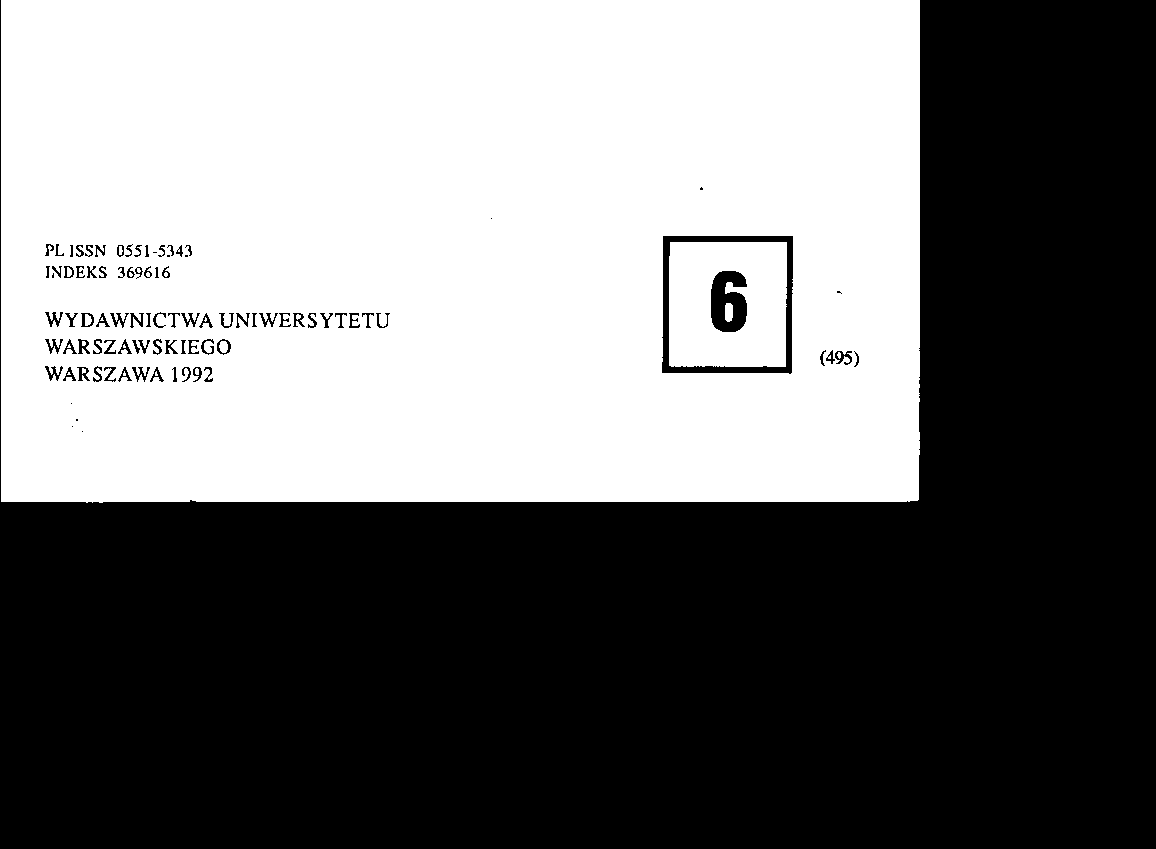 PL ISSN 0551-5343
INDEKS 369616
WYDAWNICTWA UNIWERSYTETU
WARSZAWSKIEGO
WARSZAWA 1992
6
(495)